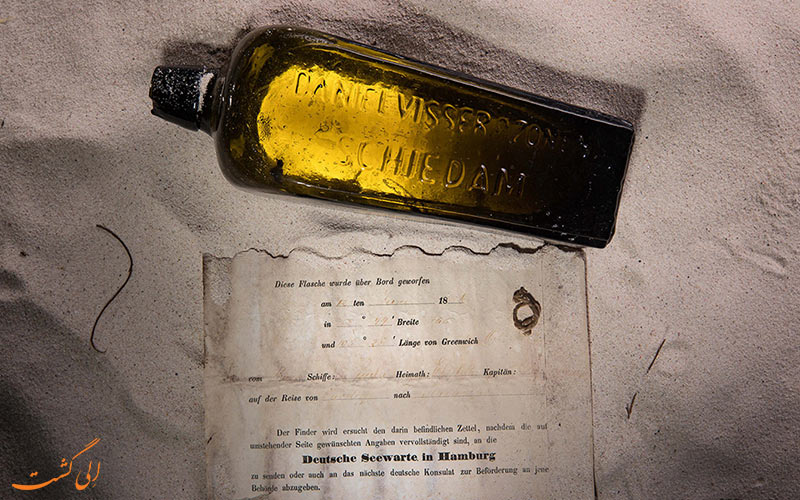 DANIEL VISSER & ZONEN
SCHIEDAM
Diese Flasche wurde über Bord geworfen
am ten 18
in ° ' Breite
und ° ' Länge von Greenwich
vom Schiffe: Heimath: Kapitän:
auf der Reise von nach
Der Finder wird ersucht den darin befindlichen Zettel, nachdem die auf
umstehender Seite gewünschten Angaben vervollständigt sind, an die
Deutsche Seewarte in Hamburg
zu senden oder auch an das nächste deutsche Konsulat zur Beförderung an jene
Behörde abzugeben.
الی گشت